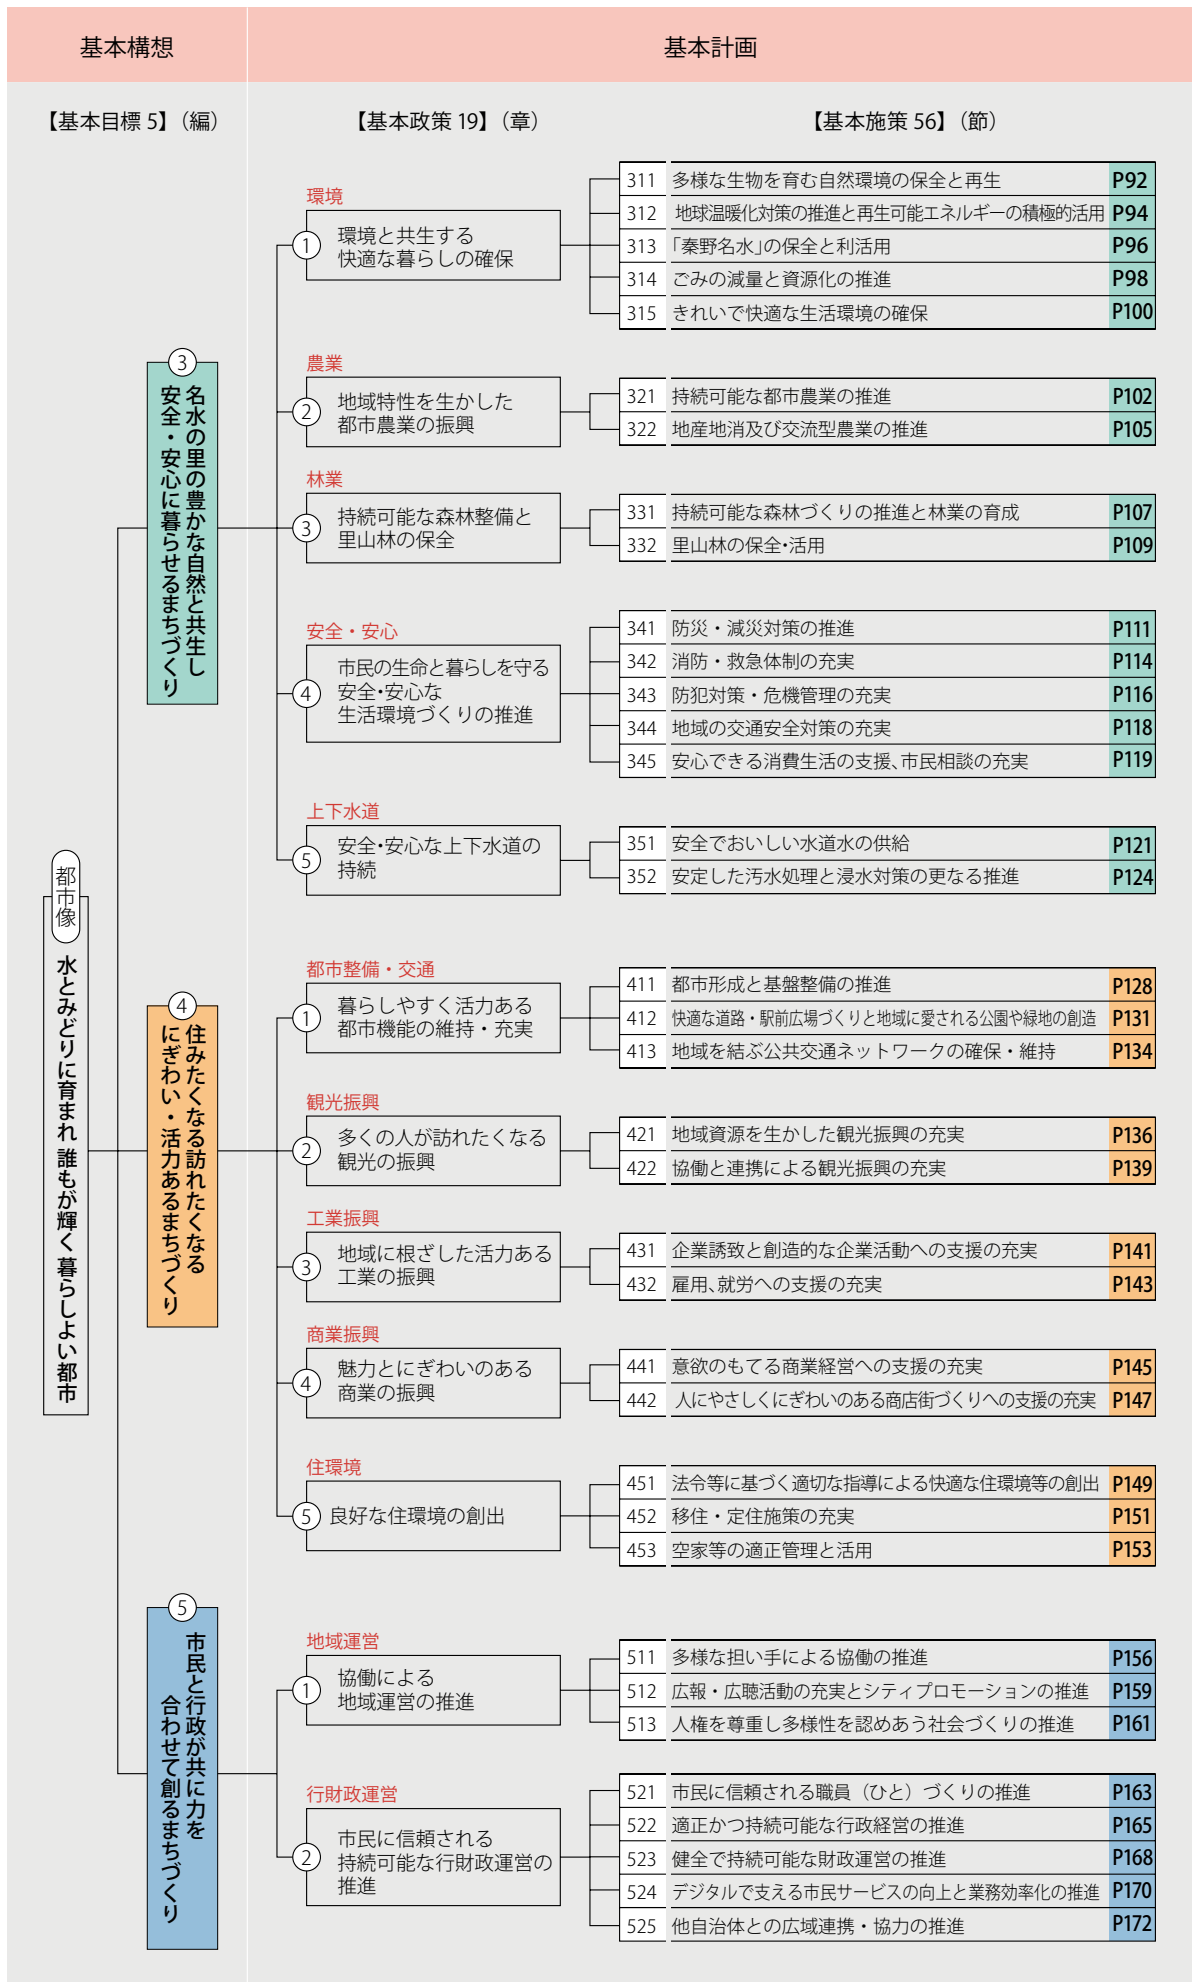 基本構想
基本計画
【基本目標 5】（編）
【基本政策 19】（章）
【基本施策 56】（節）
都市像
水とみどりに育まれ 誰もが輝く 暮らしよい都市
3
名水の里の豊かな自然と共生し
安全・安心に暮らせるまちづくり
環境
1
環境と共生する
快適な暮らしの確保
311 多様な生物を育む自然環境の保全と再生 P92
312 地球温暖化対策の推進と再生可能エネルギーの積極的活用 P94
313 「秦野名水」の保全と利活用 P96
314 ごみの減量と資源化の推進 P98
315 きれいで快適な生活環境の確保 P100
農業
2
地域特性を生かした
都市農業の振興
321 持続可能な都市農業の推進 P102
322 地産地消及び交流型農業の推進 P105
林業
3
持続可能な森林整備と
里山林の保全
331 持続可能な森林づくりの推進と林業の育成 P107
332 里山林の保全・活用 P109
安全・安心
4
市民の生命と暮らしを守る
安全・安心な
生活環境づくりの推進
341 防災・減災対策の推進 P111
342 消防・救急体制の充実 P114
343 防犯対策・危機管理の充実 P116
344 地域の交通安全対策の充実 P118
345 安心できる消費生活の支援、市民相談の充実 P119
上下水道
5
安全・安心な上下水道の
持続
351 安全でおいしい水道水の供給 P121
352 安定した汚水処理と浸水対策の更なる推進 P124
4
住みたくなる訪れたくなる
にぎわい・活力あるまちづくり
都市整備・交通
1
暮らしやすく活力ある
都市機能の維持・充実
411 都市形成と基盤整備の推進 P128
412 快適な道路・駅前広場づくりと地域に愛される公園や緑地の創造 P131
413 地域を結ぶ公共交通ネットワークの確保・維持 P134
観光振興
2
多くの人が訪れたくなる
観光の振興
421 地域資源を生かした観光振興の充実 P136
422 協働と連携による観光振興の充実 P139
工業振興
3
地域に根ざした活力ある
工業の振興
431 企業誘致と創造的な企業活動への支援の充実 P141
432 雇用、就労への支援の充実 P143
商業振興
4
魅力とにぎわいのある
商業の振興
441 意欲のもてる商業経営への支援の充実 P145
442 人にやさしくにぎわいのある商店街づくりへの支援の充実 P147
住環境
5
良好な住環境の創出
451 法令等に基づく適切な指導による快適な住環境等の創出 P149
452 移住・定住施策の充実 P151
453 空家等の適正管理と活用 P153
5
市民と行政が共に力を
合わせて創るまちづくり
地域運営
1
協働による
地域運営の推進
511 多様な担い手による協働の推進 P156
512 広報・広聴活動の充実とシティプロモーションの推進 P159
513 人権を尊重し多様性を認めあう社会づくりの推進 P161
行財政運営
2
市民に信頼される
持続可能な行財政運営の
推進
521 市民に信頼される職員（ひと）づくりの推進 P163
522 適正かつ持続可能な行政経営の推進 P165
523 健全で持続可能な財政運営の推進 P168
524 デジタルで支える市民サービスの向上と業務効率化の推進 P170
525 他自治体との広域連携・協力の推進 P172